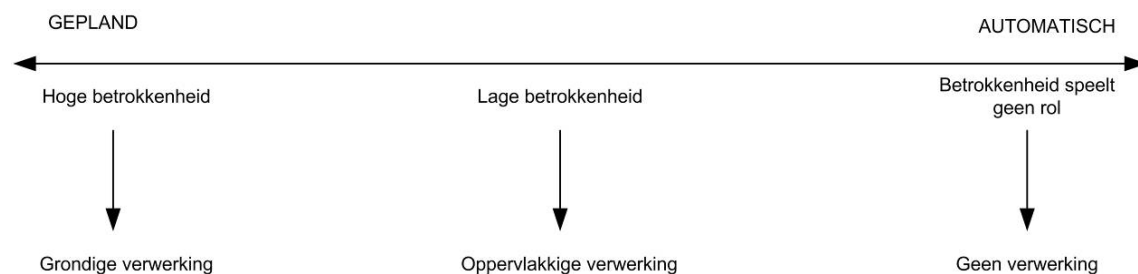 GEPLAND
AUTOMATISCH
Hoge betrokkenheid
Lage betrokkenheid
Betrokkenheid speelt
geen rol
Grondige verwerking
Oppervlakkige verwerking
Geen verwerking